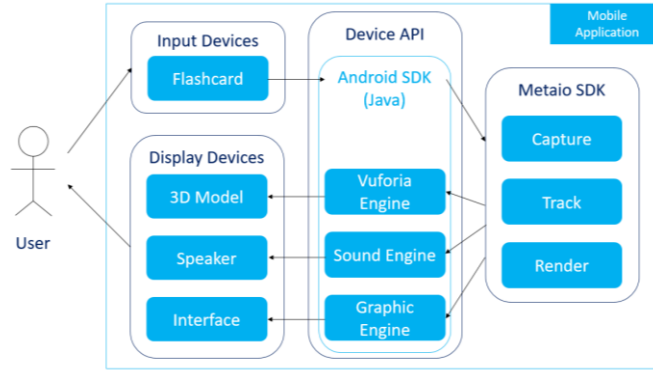 Mobile
Application
Input Devices
Flashcard
Device API
Android SDK
(Java)
Metaio SDK
Capture
Track
Render
Display Devices
3D Model
Speaker
Interface
Vuforia
Engine
Sound Engine
Graphic
Engine
User